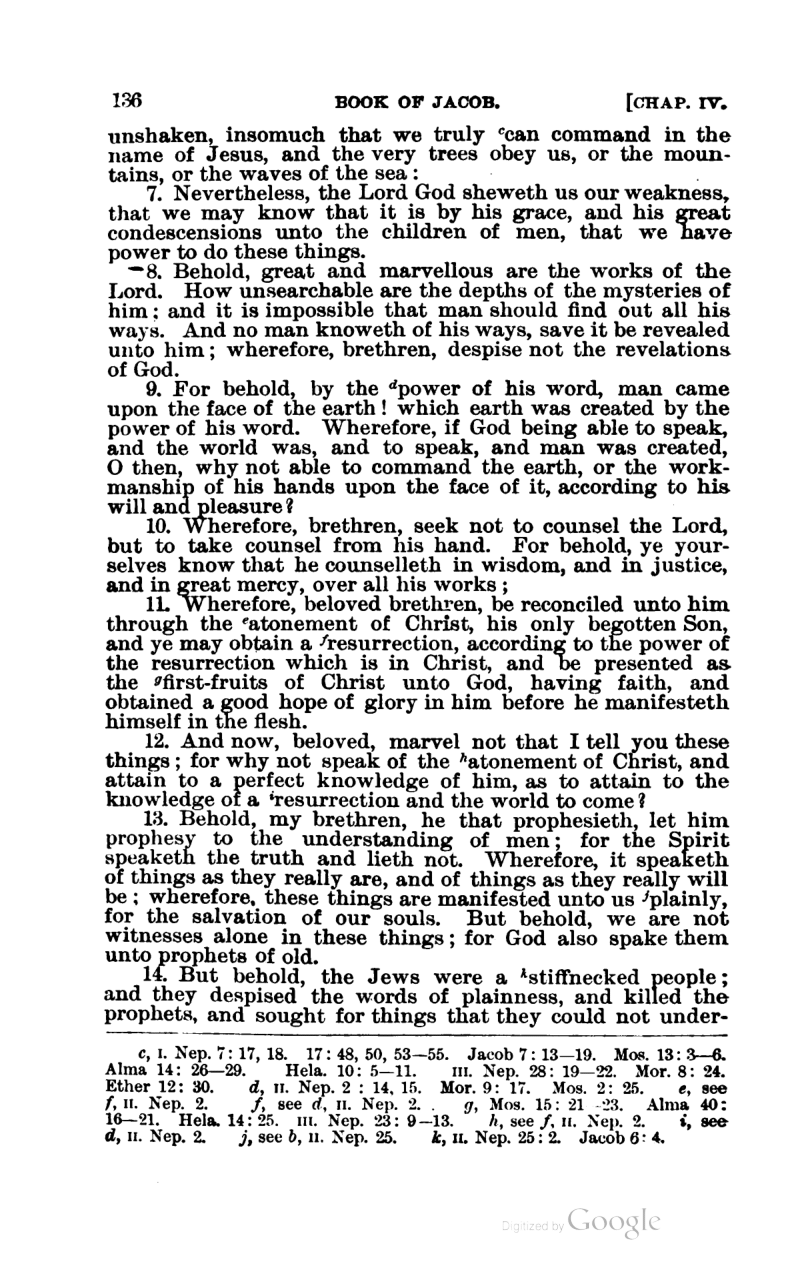 136 BOOK OF JACOB. [CHAP. IV.
unshaken, insomuch that we truly ᶜcan command in the
name of Jesus, and the very trees obey us, or the moun-
tains, or the waves of the sea:
7. Nevertheless, the Lord God sheweth us our weakness,
that we may know that it is by his grace, and his great
condescensions unto the children of men, that we have
power to do these things.
—8. Behold, great and marvellous are the works of the
Lord. How unsearchable are the depths of the mysteries of
him; and it is impossible that man should find out all his
ways. And no man knoweth of his ways, save it be revealed
unto him; wherefore, brethren, despise not the revelations
of God.
9. For behold, by the ᵈpower of his word, man came
upon the face of the earth! which earth was created by the
power of his word. Wherefore, if God being able to speak,
and the world was, and to speak, and man was created,
O then, why not able to command the earth, or the work-
manship of his hands upon the face of it, according to his
will and pleasure?
10. Wherefore, brethren, seek not to counsel the Lord,
but to take counsel from his hand. For behold, ye your-
selves know that he counselleth in wisdom, and in justice,
and in great mercy, over all his works;
11. Wherefore, beloved brethren, be reconciled unto him
through the ᵉatonement of Christ, his only begotten Son,
and ye may obtain a ᶠresurrection, according to the power of
the resurrection which is in Christ, and be presented as
the ᵍfirst-fruits of Christ unto God, having faith, and
obtained a good hope of glory in him before he manifesteth
himself in the flesh.
12. And now, beloved, marvel not that I tell you these
things; for why not speak of the ʰatonement of Christ, and
attain to a perfect knowledge of him, as to attain to the
knowledge of a ⁱresurrection and the world to come?
13. Behold, my brethren, he that prophesieth, let him
prophesy to the understanding of men; for the Spirit
speaketh the truth and lieth not. Wherefore, it speaketh
of things as they really are, and of things as they really will
be; wherefore, these things are manifested unto us ʲplainly,
for the salvation of our souls. But behold, we are not
witnesses alone in these things; for God also spake them
unto prophets of old.
14. But behold, the Jews were a ᵏstiffnecked people;
and they despised the words of plainness, and killed the
prophets, and sought for things that they could not under-
c, I. Nep. 7: 17, 18. 17: 48, 50, 53—55. Jacob 7: 13—19. Mos. 13: 3—6.
Alma 14: 26—29. Hela. 10: 5—11. III. Nep. 28: 19—22. Mor. 8: 24.
Ether 12: 30. d, II. Nep. 2 : 14, 15. Mor. 9: 17. Mos. 2: 25. e, see
f, II. Nep. 2. f, see d, II. Nep. 2. . g, Mos. 15: 21 -23. Alma 40:
16—21. Hela. 14: 25. III. Nep. 23: 9—13. h, see f, II. Nep. 2. i, see
d, II. Nep. 2. j, see b, II. Nep. 25. k, II. Nep. 25: 2. Jacob 6: 4.
Digitized by Google